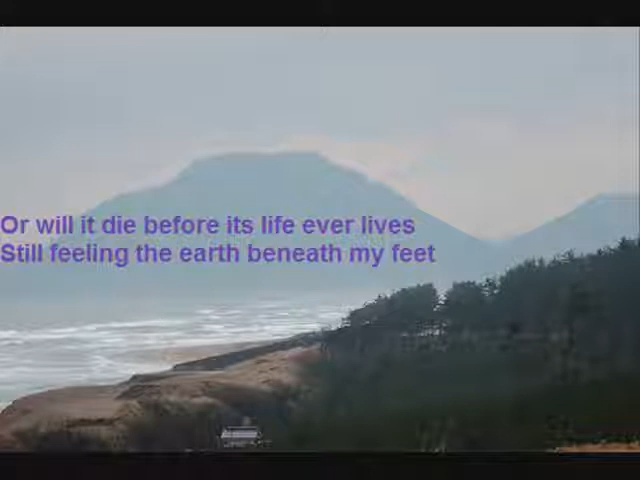 Or will it die before its life ever lives
Still feeling the earth beneath my feet